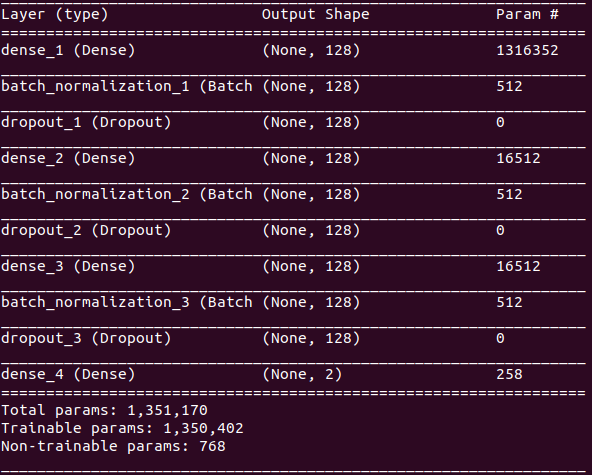 Layer (type) Output Shape Param #
=================================================================
dense_1 (Dense) (None, 128) 1316352
_________________________________________________________________
batch_normalization_1 (Batch (None, 128) 512
_________________________________________________________________
dropout_1 (Dropout) (None, 128) 0
_________________________________________________________________
dense_2 (Dense) (None, 128) 16512
_________________________________________________________________
batch_normalization_2 (Batch (None, 128) 512
_________________________________________________________________
dropout_2 (Dropout) (None, 128) 0
_________________________________________________________________
dense_3 (Dense) (None, 128) 16512
_________________________________________________________________
batch_normalization_3 (Batch (None, 128) 512
_________________________________________________________________
dropout_3 (Dropout) (None, 128) 0
_________________________________________________________________
dense_4 (Dense) (None, 2) 258
=================================================================
Total params: 1,351,170
Trainable params: 1,350,402
Non-trainable params: 768
_________________________________________________________________